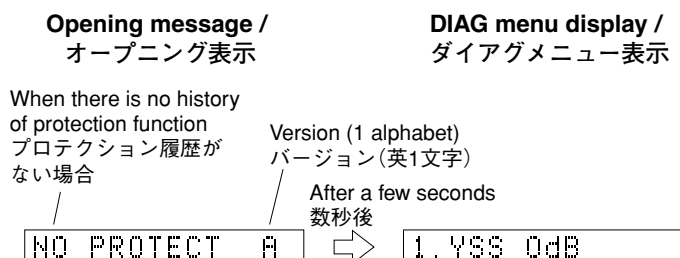 Opening message /
オープニング表示
DIAG menu display /
ダイアグメニュー表示
When there is no history
of protection function
プロテクション履歴が
ない場合
Version (1 alphabet)
バージョン(英1文字)
After a few seconds
数秒後
NO PROTECT A
1.YSS 0dB